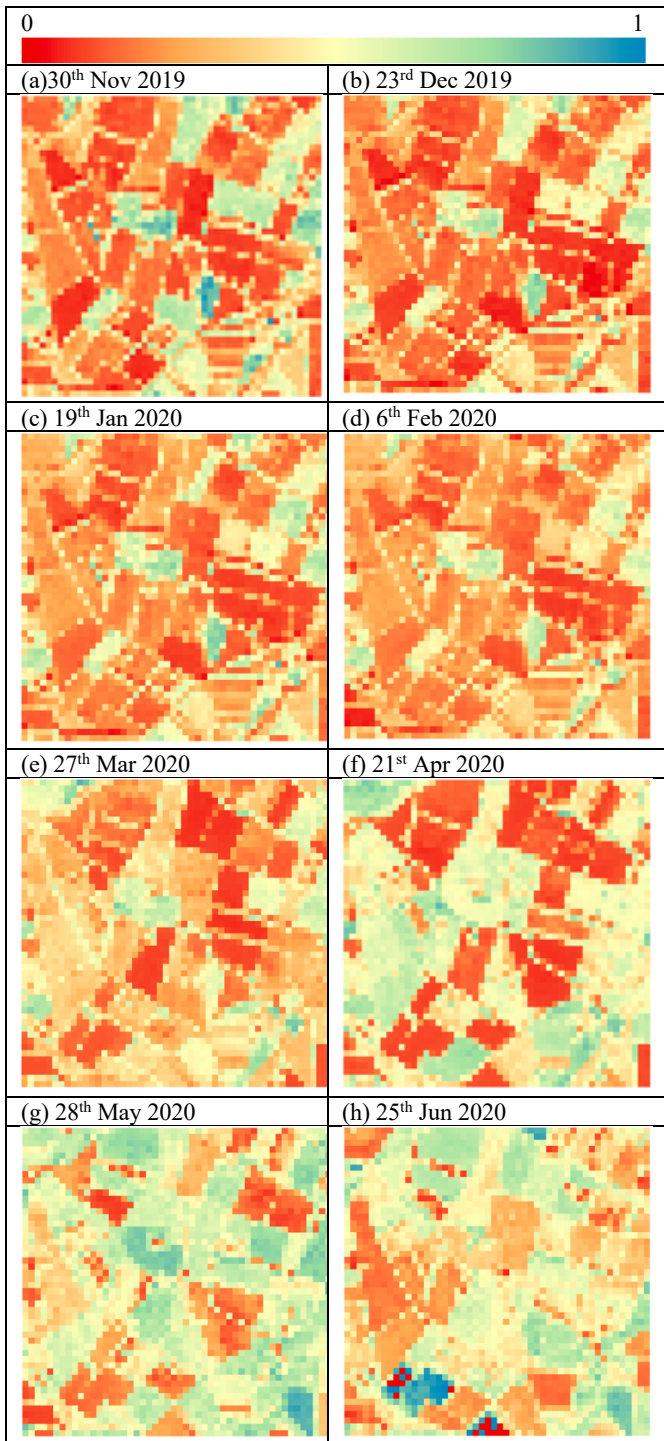 0 1
(a)30th Nov 2019 (b) 23rd Dec 2019
(c) 19th Jan 2020 (d) 6th Feb 2020
(e) 27th Mar 2020 (f) 21st Apr 2020
(g) 28th May 2020 (h) 25th Jun 2020